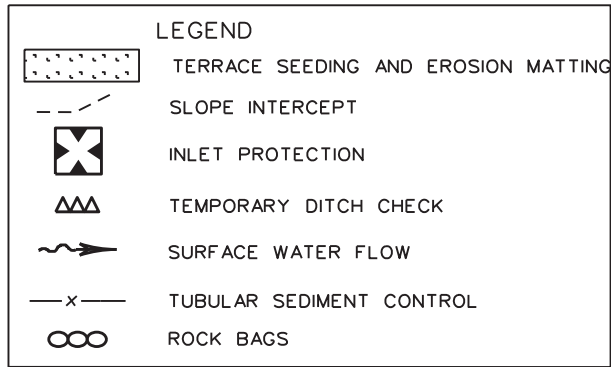 LEGEND
TERRACE SEEDING AND EROSION MATTING
SLOPE INTERCEPT
INLET PROTECTION
TEMPORARY DITCH CHECK
SURFACE WATER FLOW
x TUBULAR SEDIMENT CONTROL
ROCK BAGS